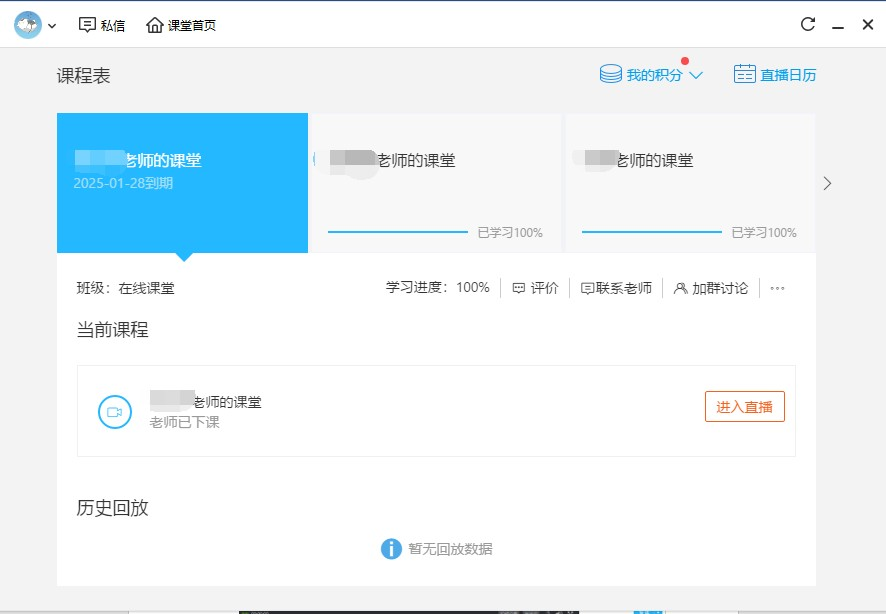 私信
课堂首页
课程表
我的积分
直播日历
老师的课堂
2025-01-28到期
老师的课堂
已学习100%
老师的课堂
已学习100%
班级：在线课堂
学习进度：100%
评价
联系老师
加群讨论
当前课程
老师的课堂
老师已下课
进入直播
历史回放
暂无回放数据